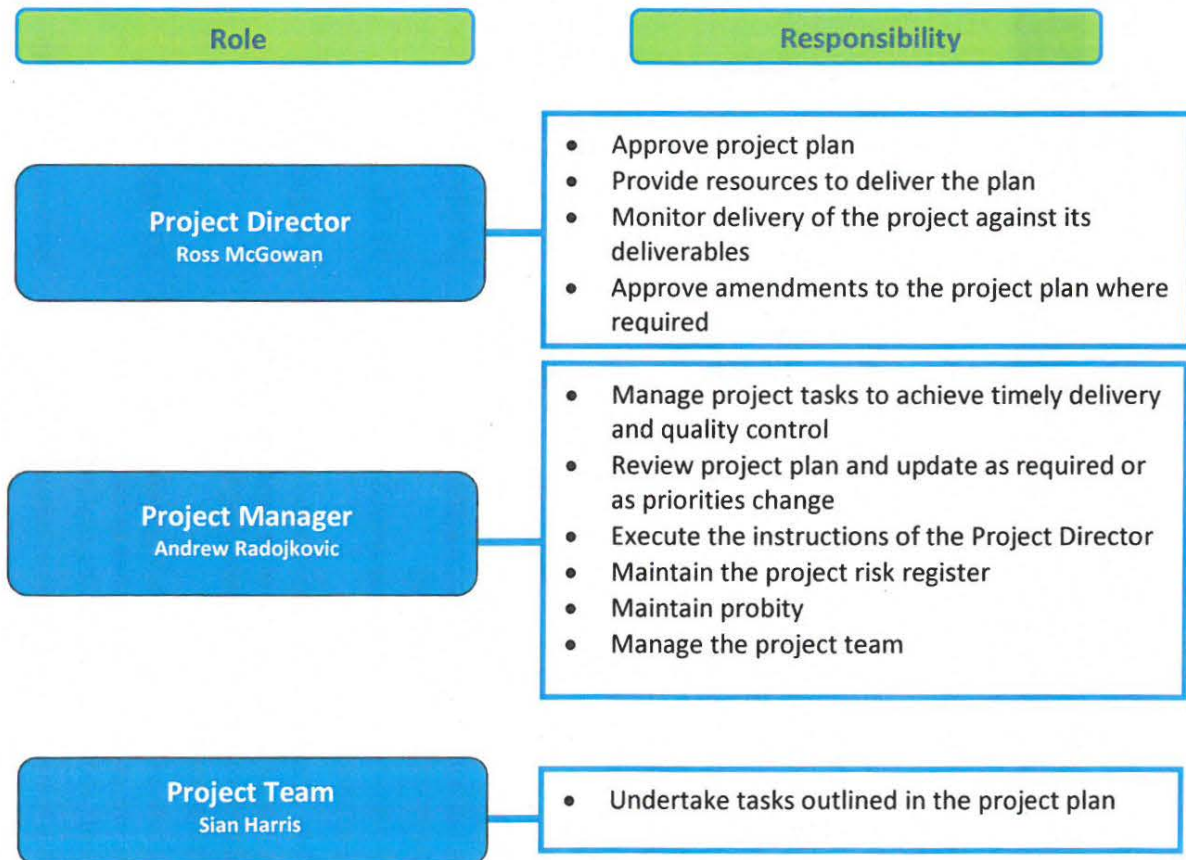 Role
Responsibility
Project Director
Ross McGowan
• Approve project plan
• Provide resources to deliver the plan
• Monitor delivery of the project against its
deliverables
• Approve amendments to the project plan where
required
Project Manager
Andrew Radojkovic
• Manage project tasks to achieve timely delivery
and quality control
• Review project plan and update as required or
as priorities change
• Execute the instructions of the Project Director
• Maintain the project risk register
• Maintain probity
• Manage the project team
Project Team
Sian Harris
• Undertake tasks outlined in the project plan